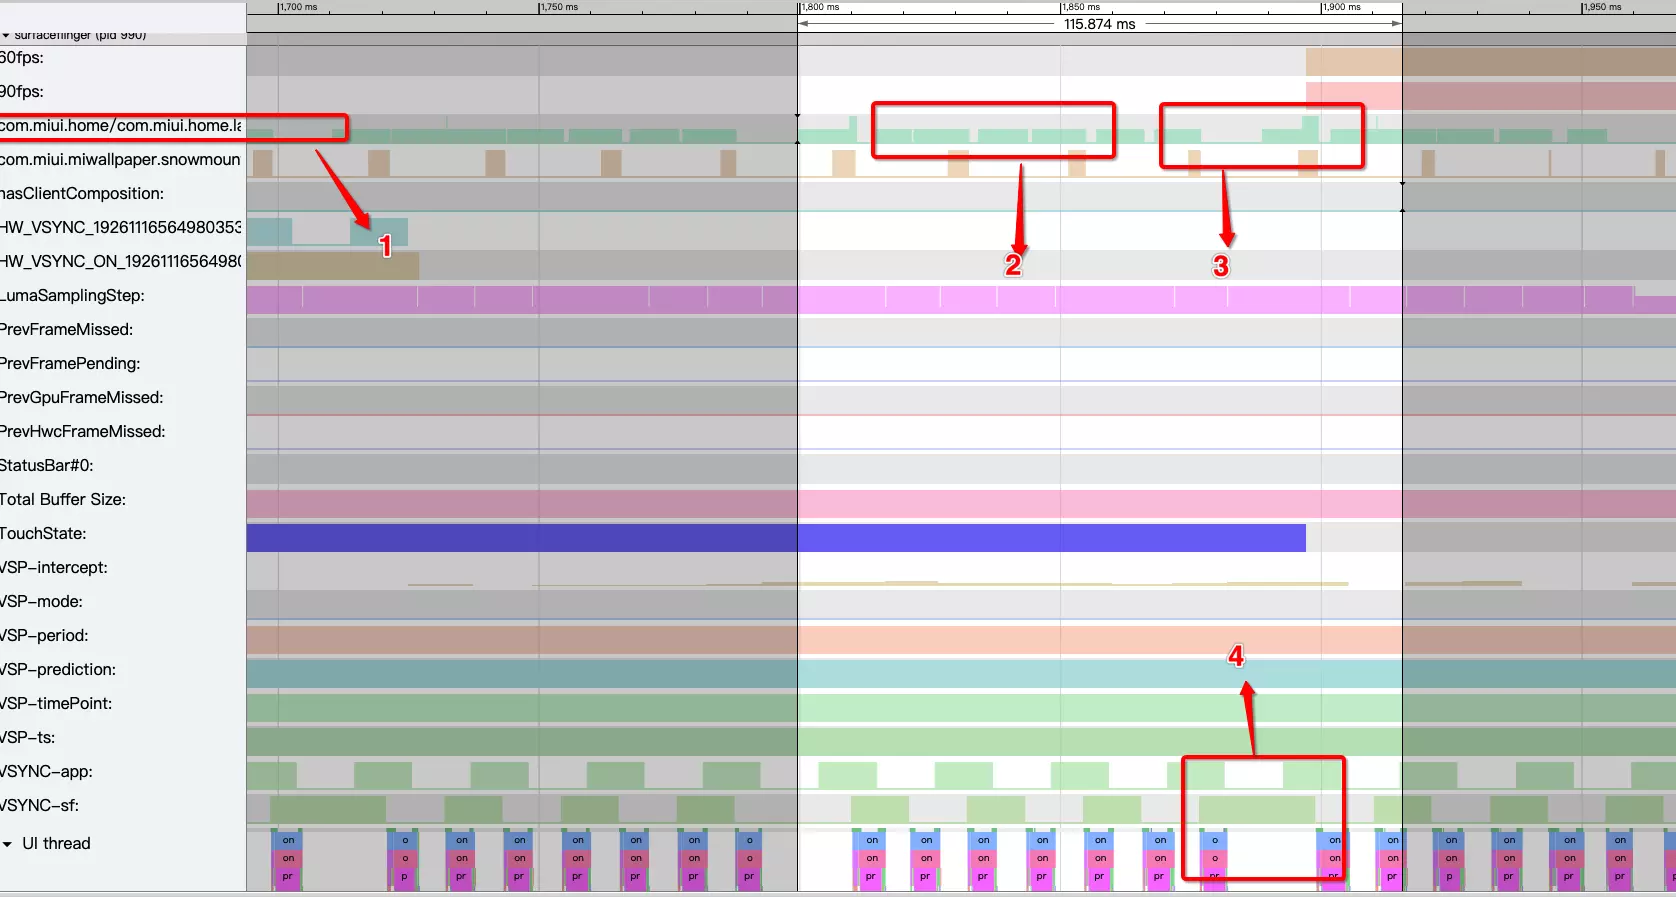 1,700 ms 1,750 ms 1,800 ms 1,850 ms 1,900 ms 1,950 ms
115.874 ms
surfaceflinger (pid 990)
60fps:
90fps:
com.miui.home/com.miui.home.la
com.miui.miwallpaper.snowmoun
hasClientComposition:
HW_VSYNC_19261116564980353
1
HW_VSYNC_ON_1926111656498(
2 3
LumaSamplingStep:
PrevFrameMissed:
PrevFramePending:
PrevGpuFrameMissed:
PrevHwcFrameMissed:
StatusBar#0:
Total Buffer Size:
TouchState:
VSP-intercept:
VSP-mode:
VSP-period:
4
VSP-prediction:
VSP-timePoint:
VSP-ts:
VSYNC-app:
VSYNC-sf:
UI thread
on o on on on on on o on on on on on on o on on on on on on
on o on on on on on o on on on on on on o on on on on on on
pr p pr pr pr pr pr pr pr pr pr pr pr pr pr pr pr p pr pr pr